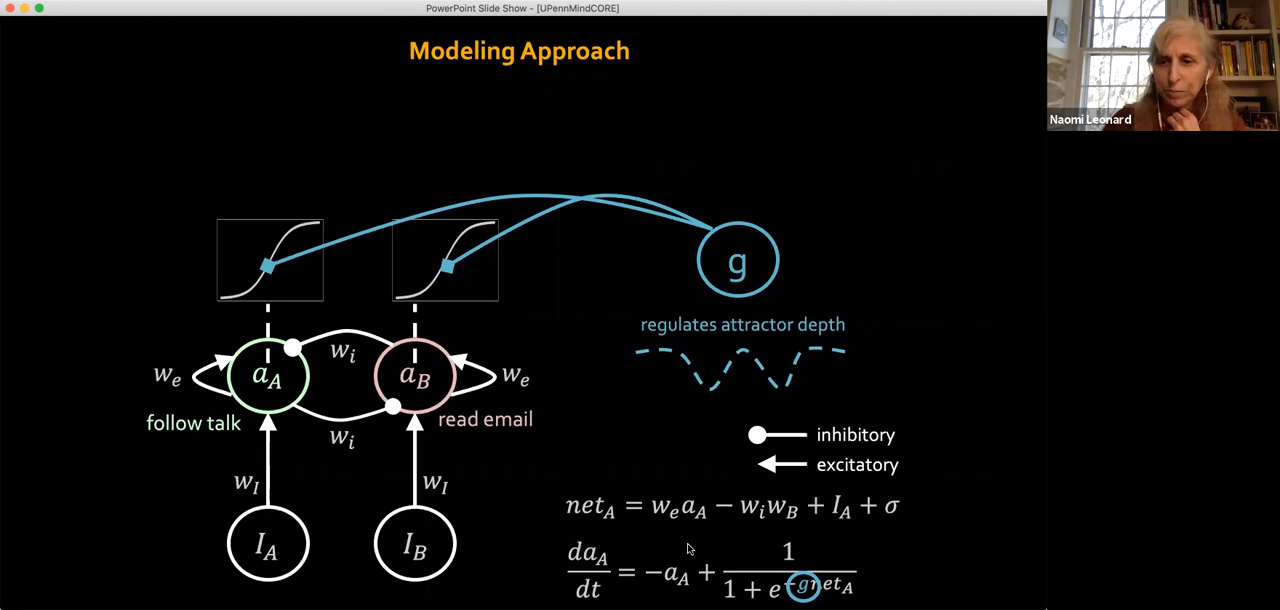 PowerPoint Slide Show - [UPennMindCORE]
Modeling Approach
Naomi Leonard
g
regulates attractor depth
w_i
w_e
a_A
a_B
w_e
follow talk
read email
w_i
inhibitory
excitatory
w_I
w_I
I_A
I_B
net_A = w_e a_A − w_i w_B + I_A + σ
da_A/dt = −a_A + 1/(1 + e^{−g net_A})